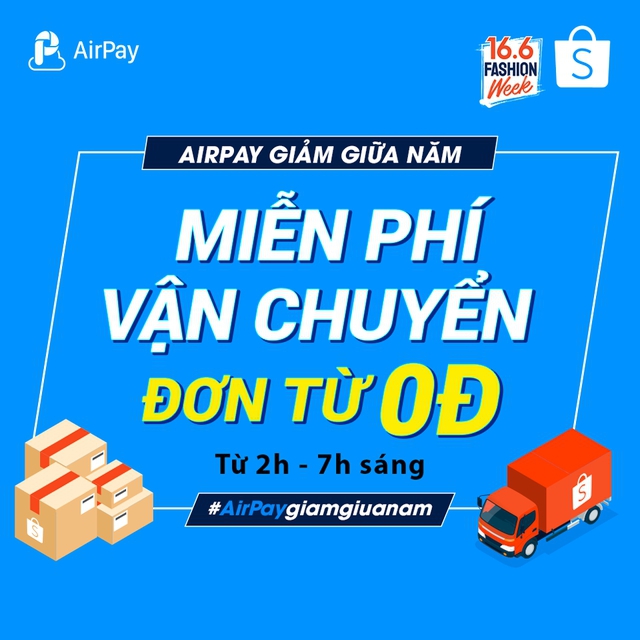 AirPay
16.6
FASHION
Week
S
AIRPAY GIẢM GIỮA NĂM
MIỄN PHÍ
VẬN CHUYỂN
ĐƠN TỪ 0Đ
Từ 2h - 7h sáng
#AirPaygiamgiuanam
S
S